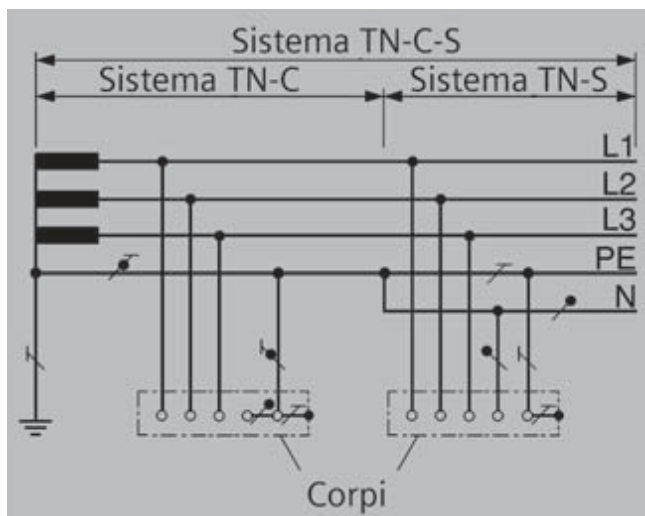 Sistema TN-C-S
Sistema TN-C
Sistema TN-S
L1
L2
L3
PE
N
Corpi